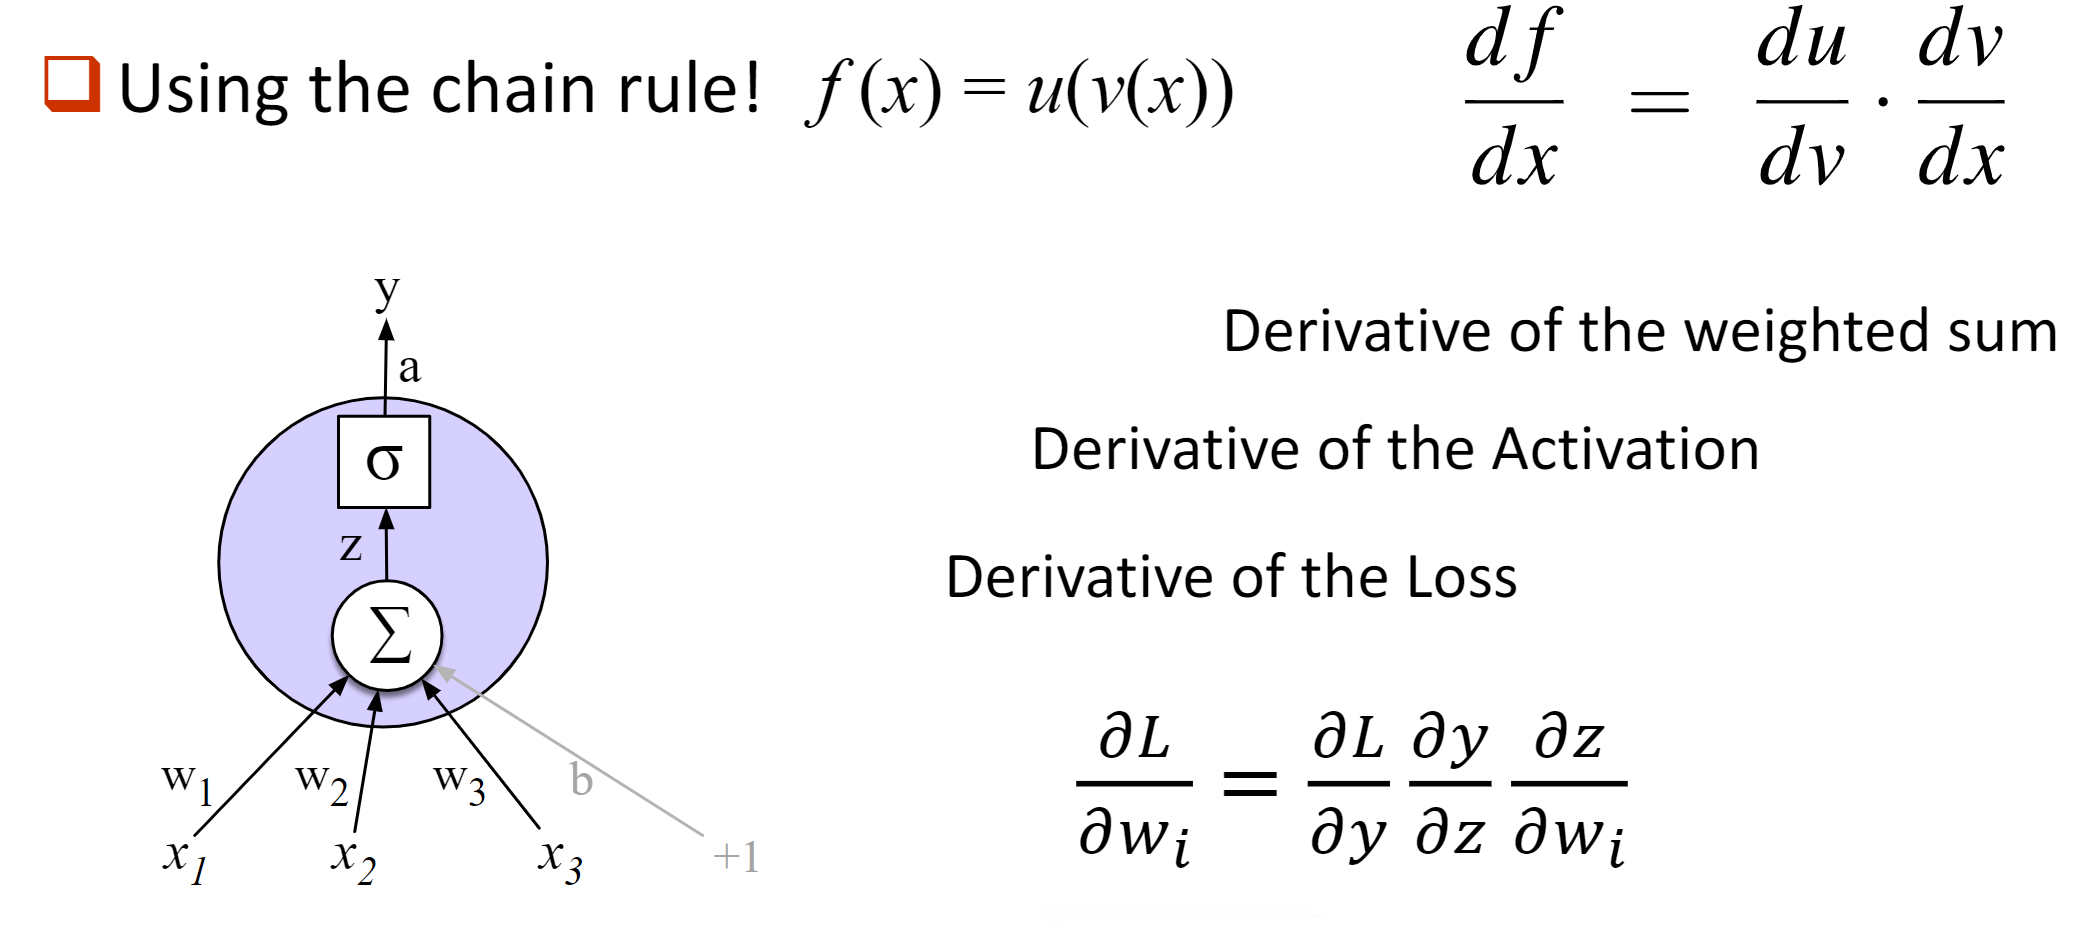 Using the chain rule! f(x) = u(v(x)) df/dx = du/dv · dv/dx
y
a
σ
z
Σ
w1 w2 w3 b
x1 x2 x3 +1
Derivative of the weighted sum
Derivative of the Activation
Derivative of the Loss
∂L/∂wᵢ = ∂L/∂y ∂y/∂z ∂z/∂wᵢ